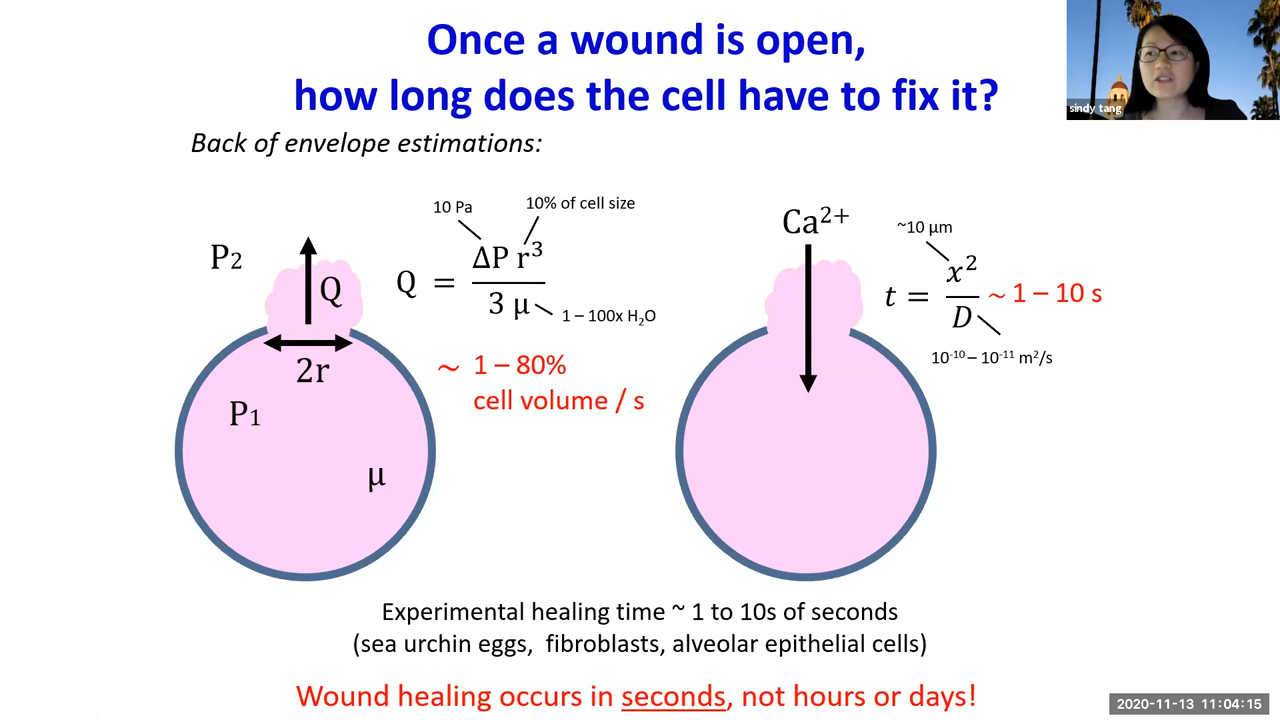 Once a wound is open,
how long does the cell have to fix it?
sindy tang
Back of envelope estimations:
10 Pa
10% of cell size
P₂
Q
Q = ΔP r³ / 3 μ
1 – 100x H₂O
2r
~ 1 – 80%
cell volume / s
P₁
μ
Ca²⁺
~10 μm
t = x² / D ~ 1 – 10 s
10⁻¹⁰ – 10⁻¹¹ m²/s
Experimental healing time ~ 1 to 10s of seconds
(sea urchin eggs, fibroblasts, alveolar epithelial cells)
Wound healing occurs in seconds, not hours or days!
2020-11-13 11:04:15